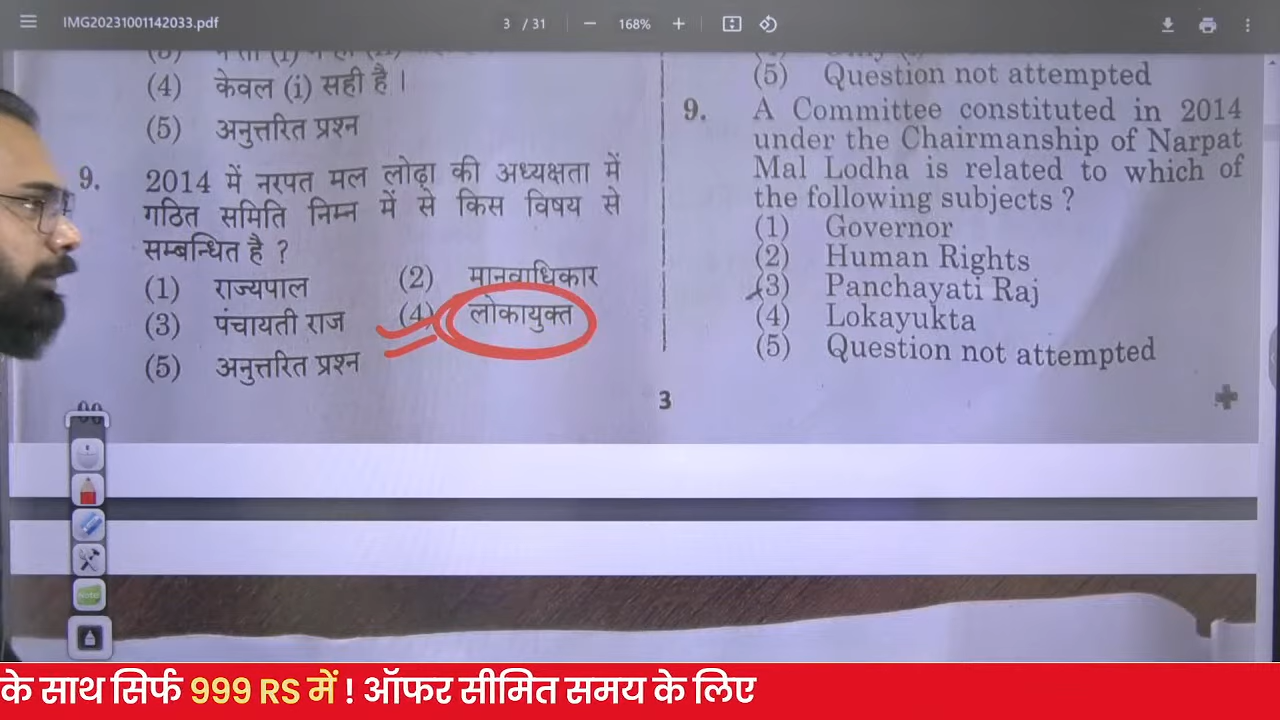 IMG20231001142033.pdf
3 / 31
168%
(4) केवल (i) सही है ।
(5) अनुत्तरित प्रश्न
9. 2014 में नरपत मल लोढ़ा की अध्यक्षता में
गठित समिति निम्न में से किस विषय से
सम्बन्धित है ?
(1) राज्यपाल (2) मानवाधिकार
(3) पंचायती राज (4) लोकायुक्त
(5) अनुत्तरित प्रश्न
(5) Question not attempted
9. A Committee constituted in 2014
under the Chairmanship of Narpat
Mal Lodha is related to which of
the following subjects ?
(1) Governor
(2) Human Rights
(3) Panchayati Raj
(4) Lokayukta
(5) Question not attempted
3
के साथ सिर्फ 999 RS में ! ऑफर सीमित समय के लिए